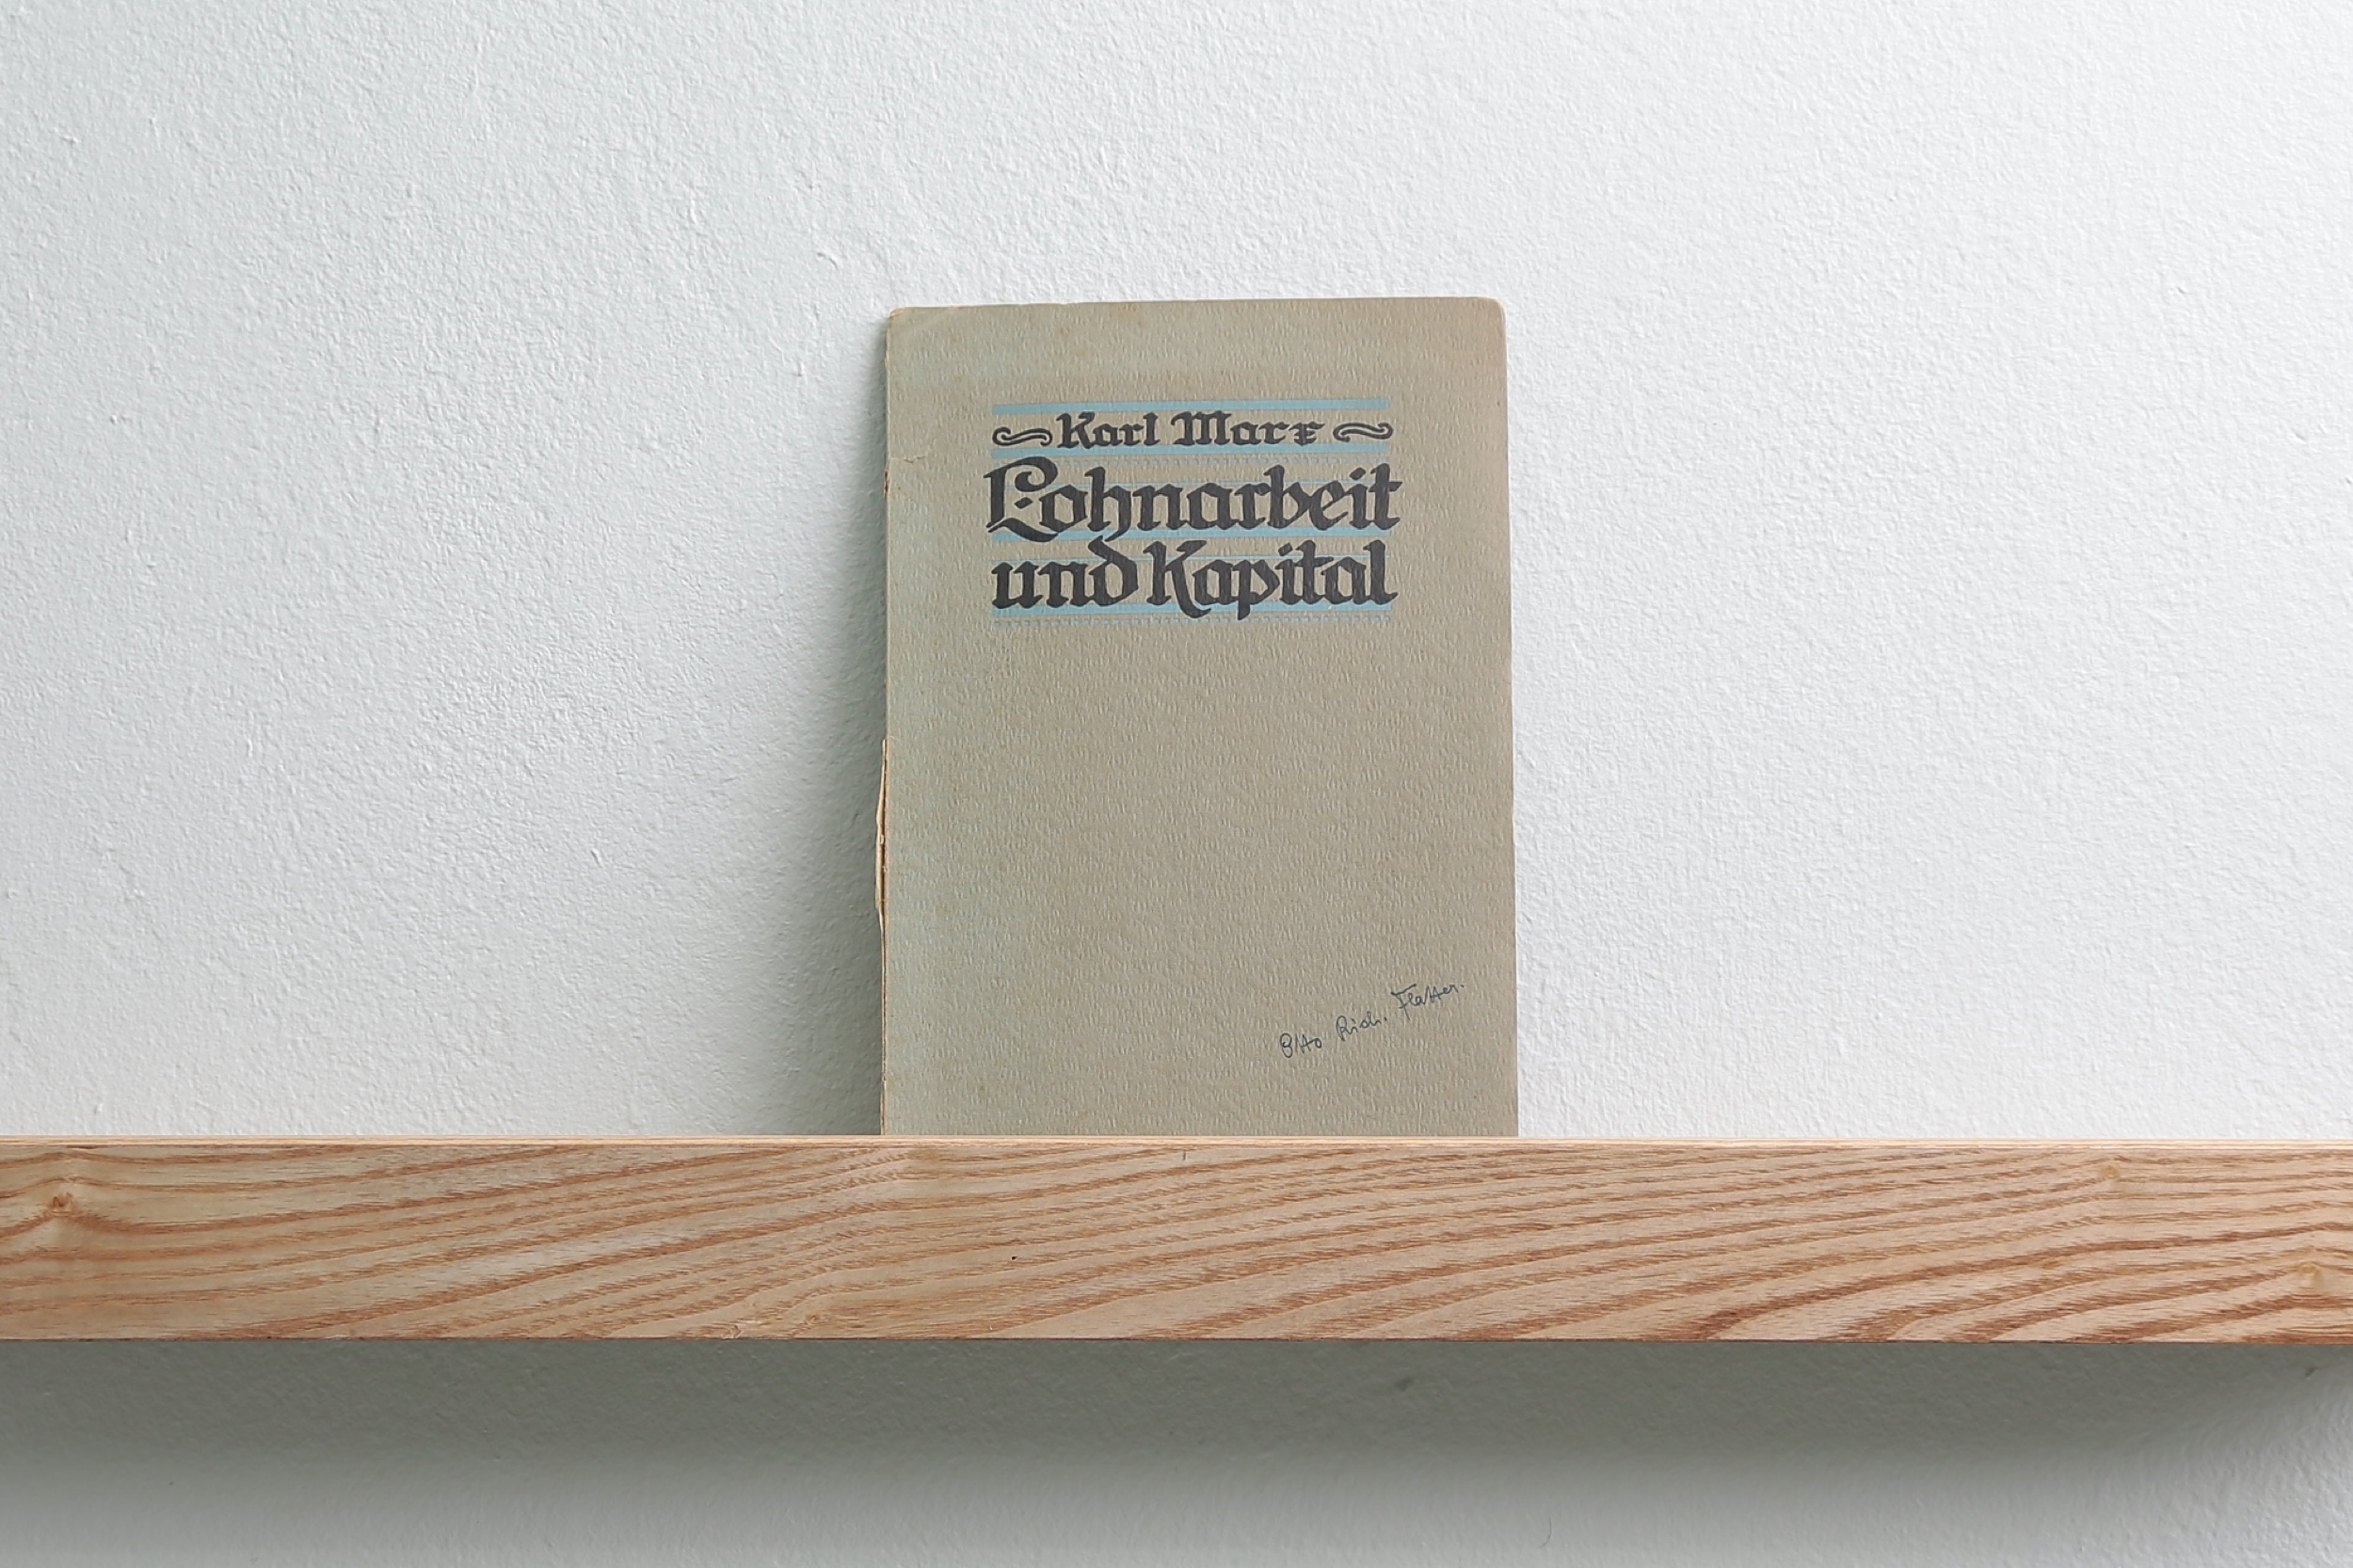 Karl Marx
Lohnarbeit
und Kapital
Otto Rich. Flatter.